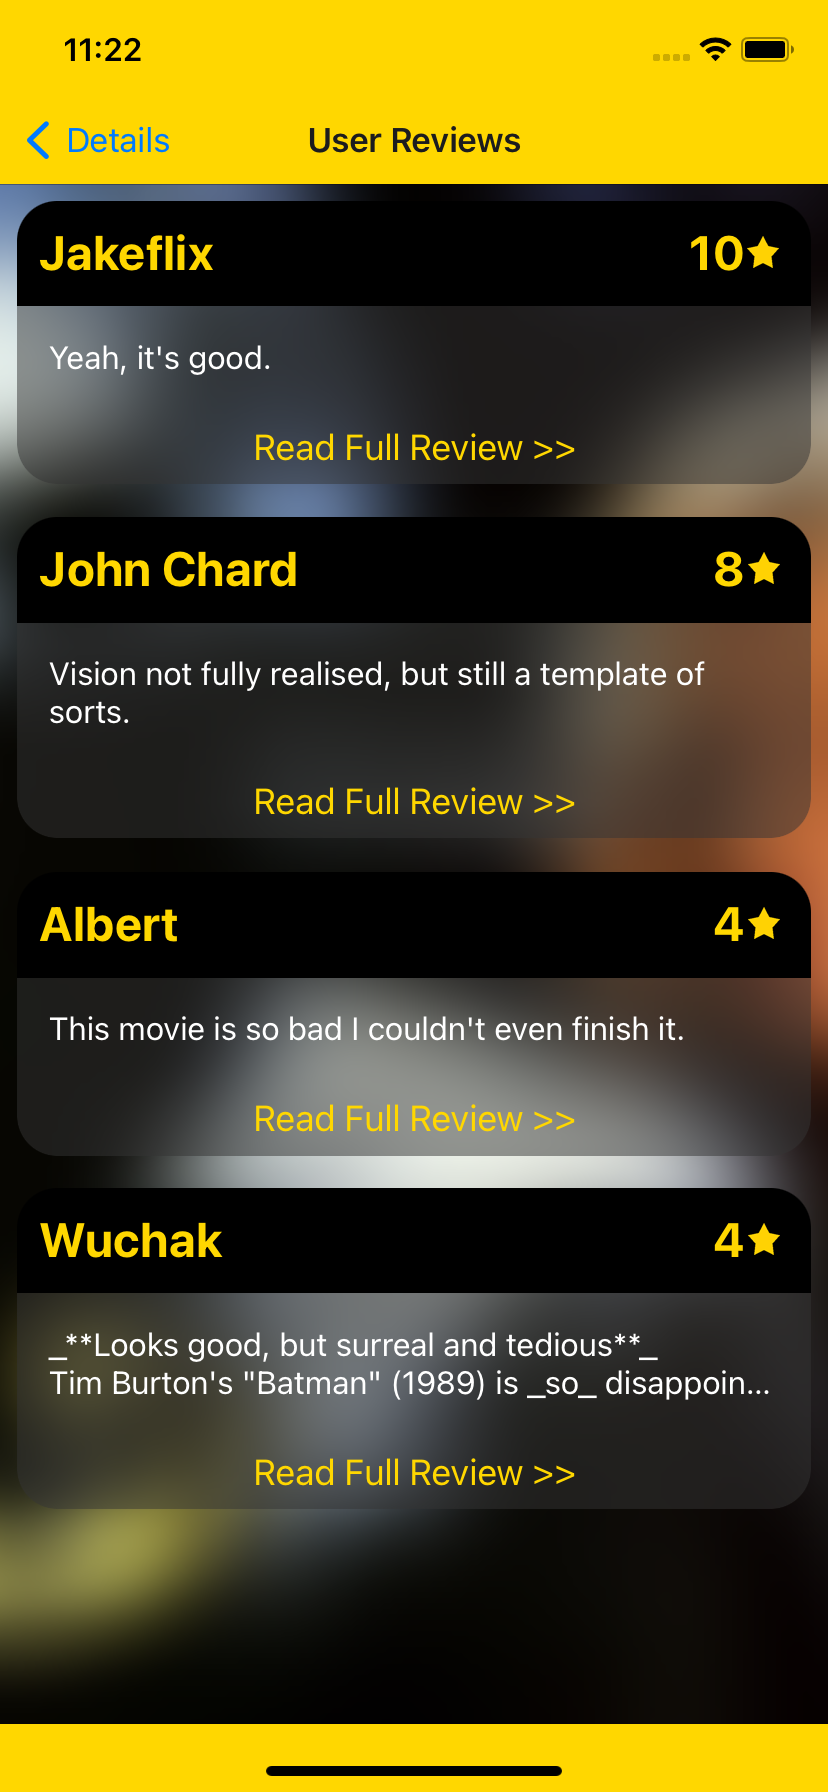 11:22
Details
User Reviews
Jakeflix
10★
Yeah, it's good.
Read Full Review >>
John Chard
8★
Vision not fully realised, but still a template of
sorts.
Read Full Review >>
Albert
4★
This movie is so bad I couldn't even finish it.
Read Full Review >>
Wuchak
4★
_**Looks good, but surreal and tedious**_
Tim Burton's "Batman" (1989) is _so_ disappoin...
Read Full Review >>